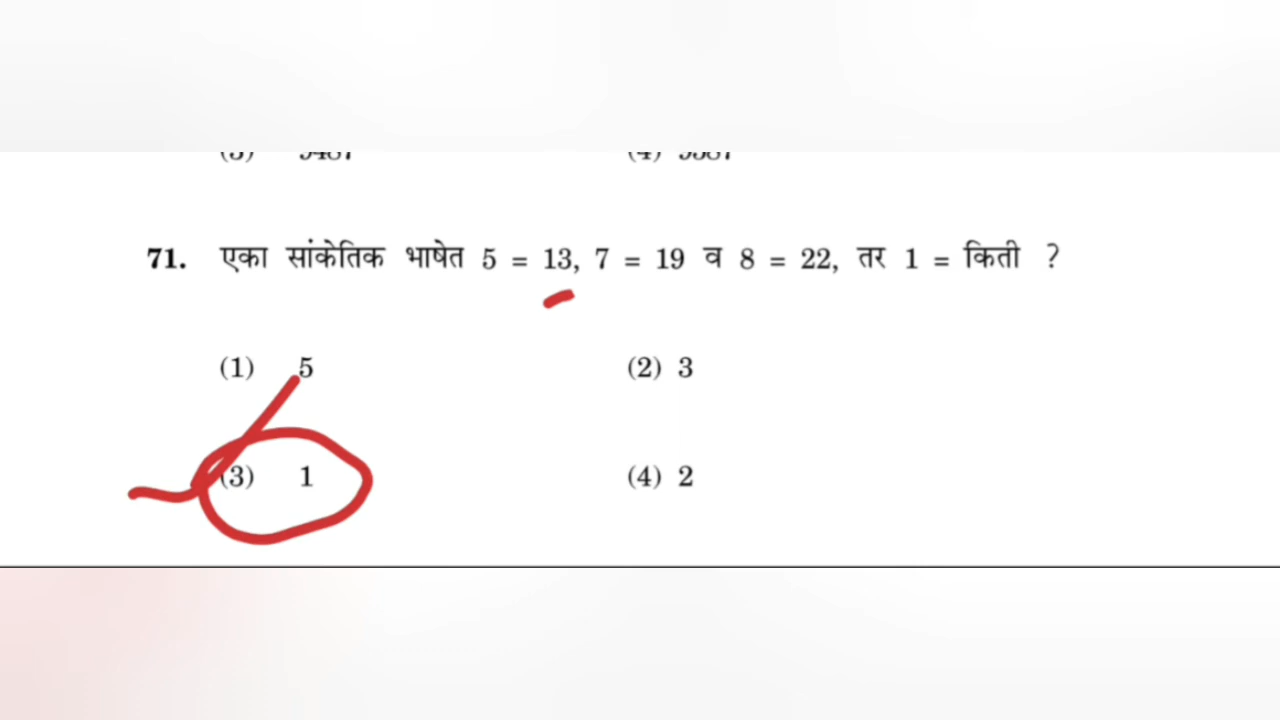 71. एका सांकेतिक भाषेत 5 = 13, 7 = 19 व 8 = 22, तर 1 = किती ?
(1) 5 (2) 3
(3) 1 (4) 2